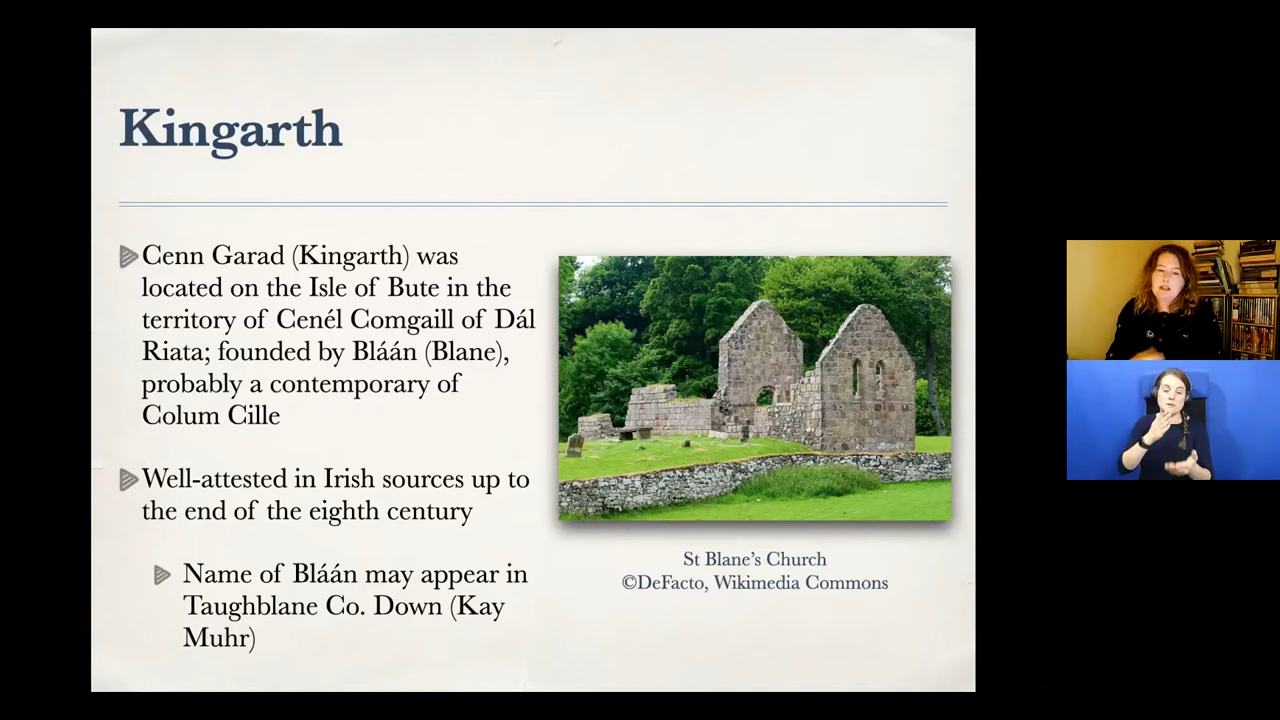 Kingarth
Cenn Garad (Kingarth) was
located on the Isle of Bute in the
territory of Cenél Comgaill of Dál
Riata; founded by Bláán (Blane),
probably a contemporary of
Colum Cille
Well-attested in Irish sources up to
the end of the eighth century
Name of Bláán may appear in
Taughblane Co. Down (Kay
Muhr)
St Blane’s Church
©DeFacto, Wikimedia Commons